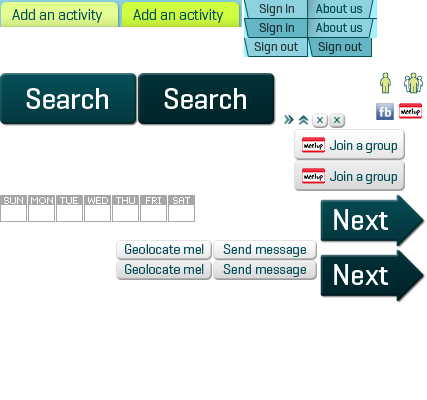 Add an activity Add an activity
Sign In About us
Sign In About us
Sign out Sign out
Search Search
fb Meetup
x x
Meetup Join a group
Meetup Join a group
SUN MON TUE WED THU FRI SAT
Next
Geolocate me! Send message
Geolocate me! Send message
Next